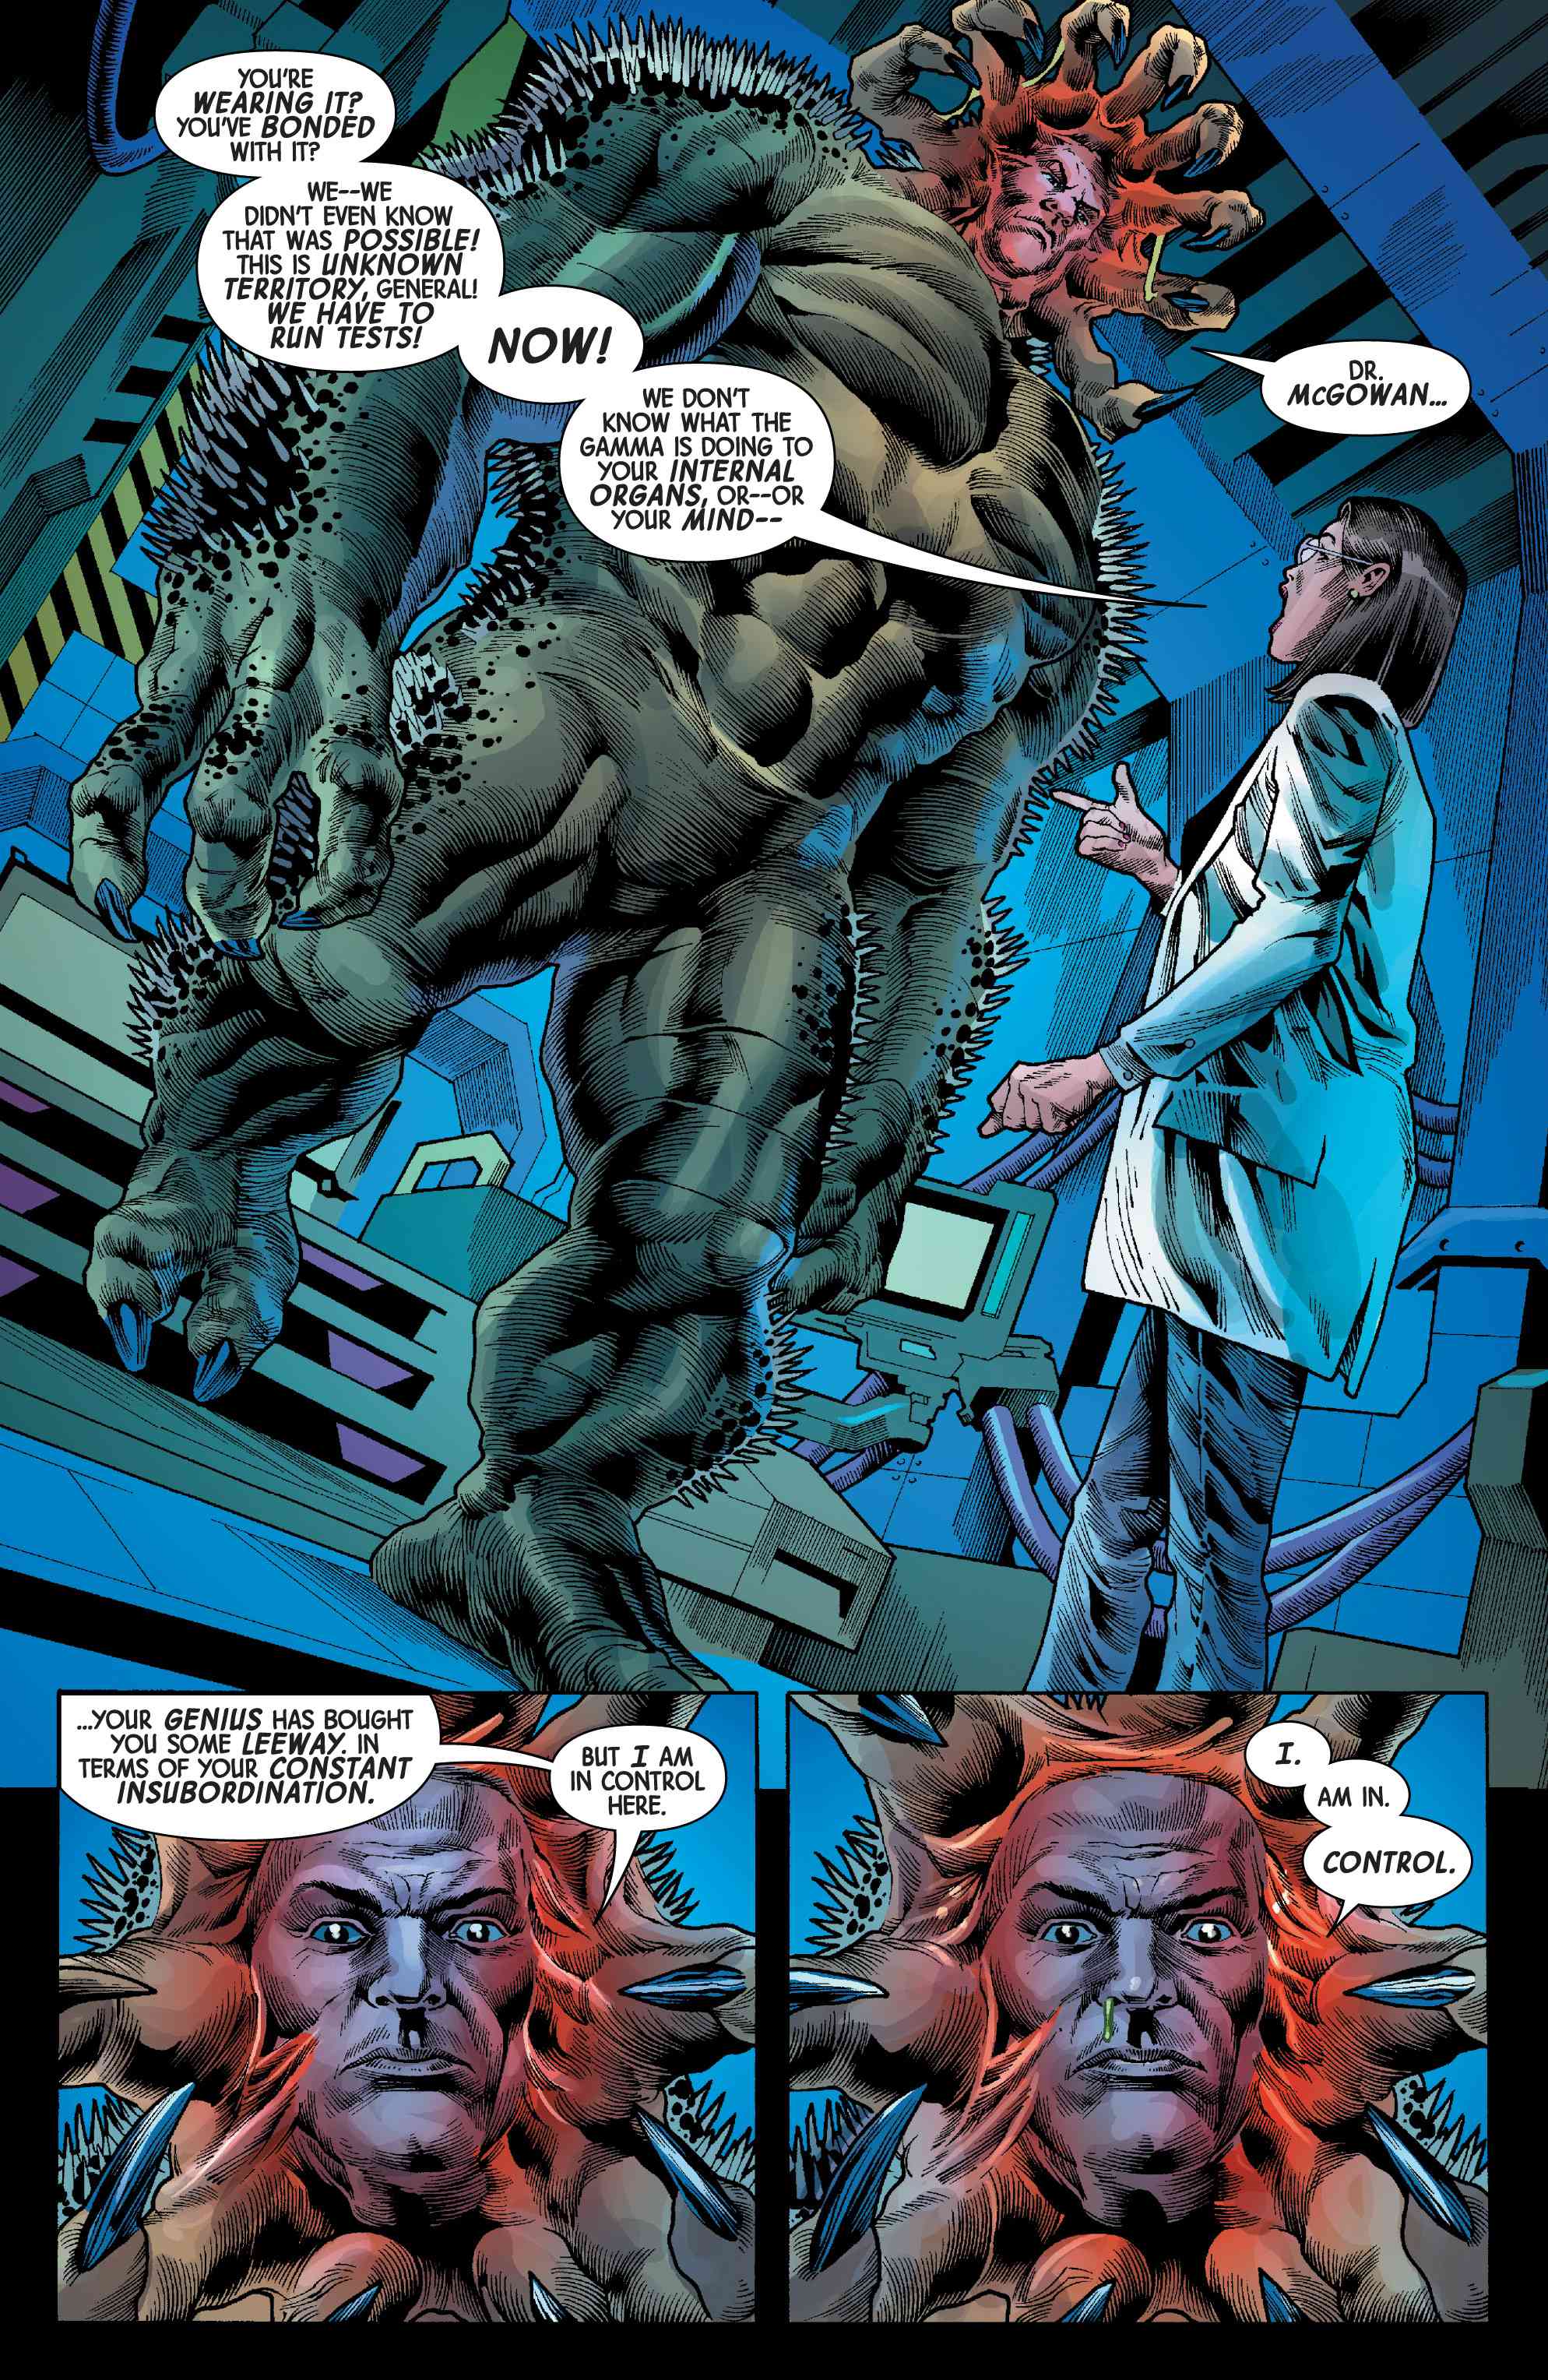 YOU'RE
WEARING IT?
YOU'VE BONDED
WITH IT?
WE--WE
DIDN'T EVEN KNOW
THAT WAS POSSIBLE!
THIS IS UNKNOWN
TERRITORY, GENERAL!
WE HAVE TO
RUN TESTS!
NOW!
WE DON'T
KNOW WHAT THE
GAMMA IS DOING TO
YOUR INTERNAL
ORGANS, OR--OR
YOUR MIND--
DR.
McGOWAN...
...YOUR GENIUS HAS BOUGHT
YOU SOME LEEWAY. IN
TERMS OF YOUR CONSTANT
INSUBORDINATION.
BUT I AM
IN CONTROL
HERE.
I.
AM IN.
CONTROL.